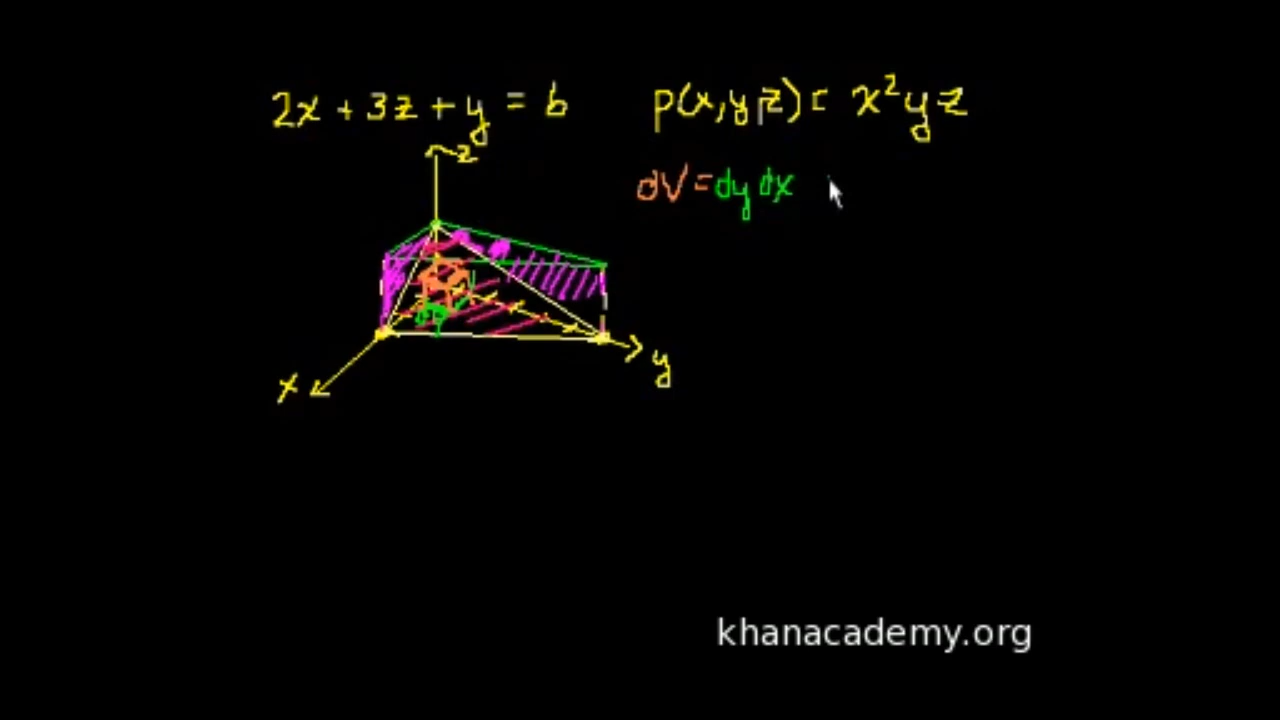 2x + 3z + y = 6
p(x,y,z) = x²yz
z
dV = dy dx
y
x
khanacademy.org